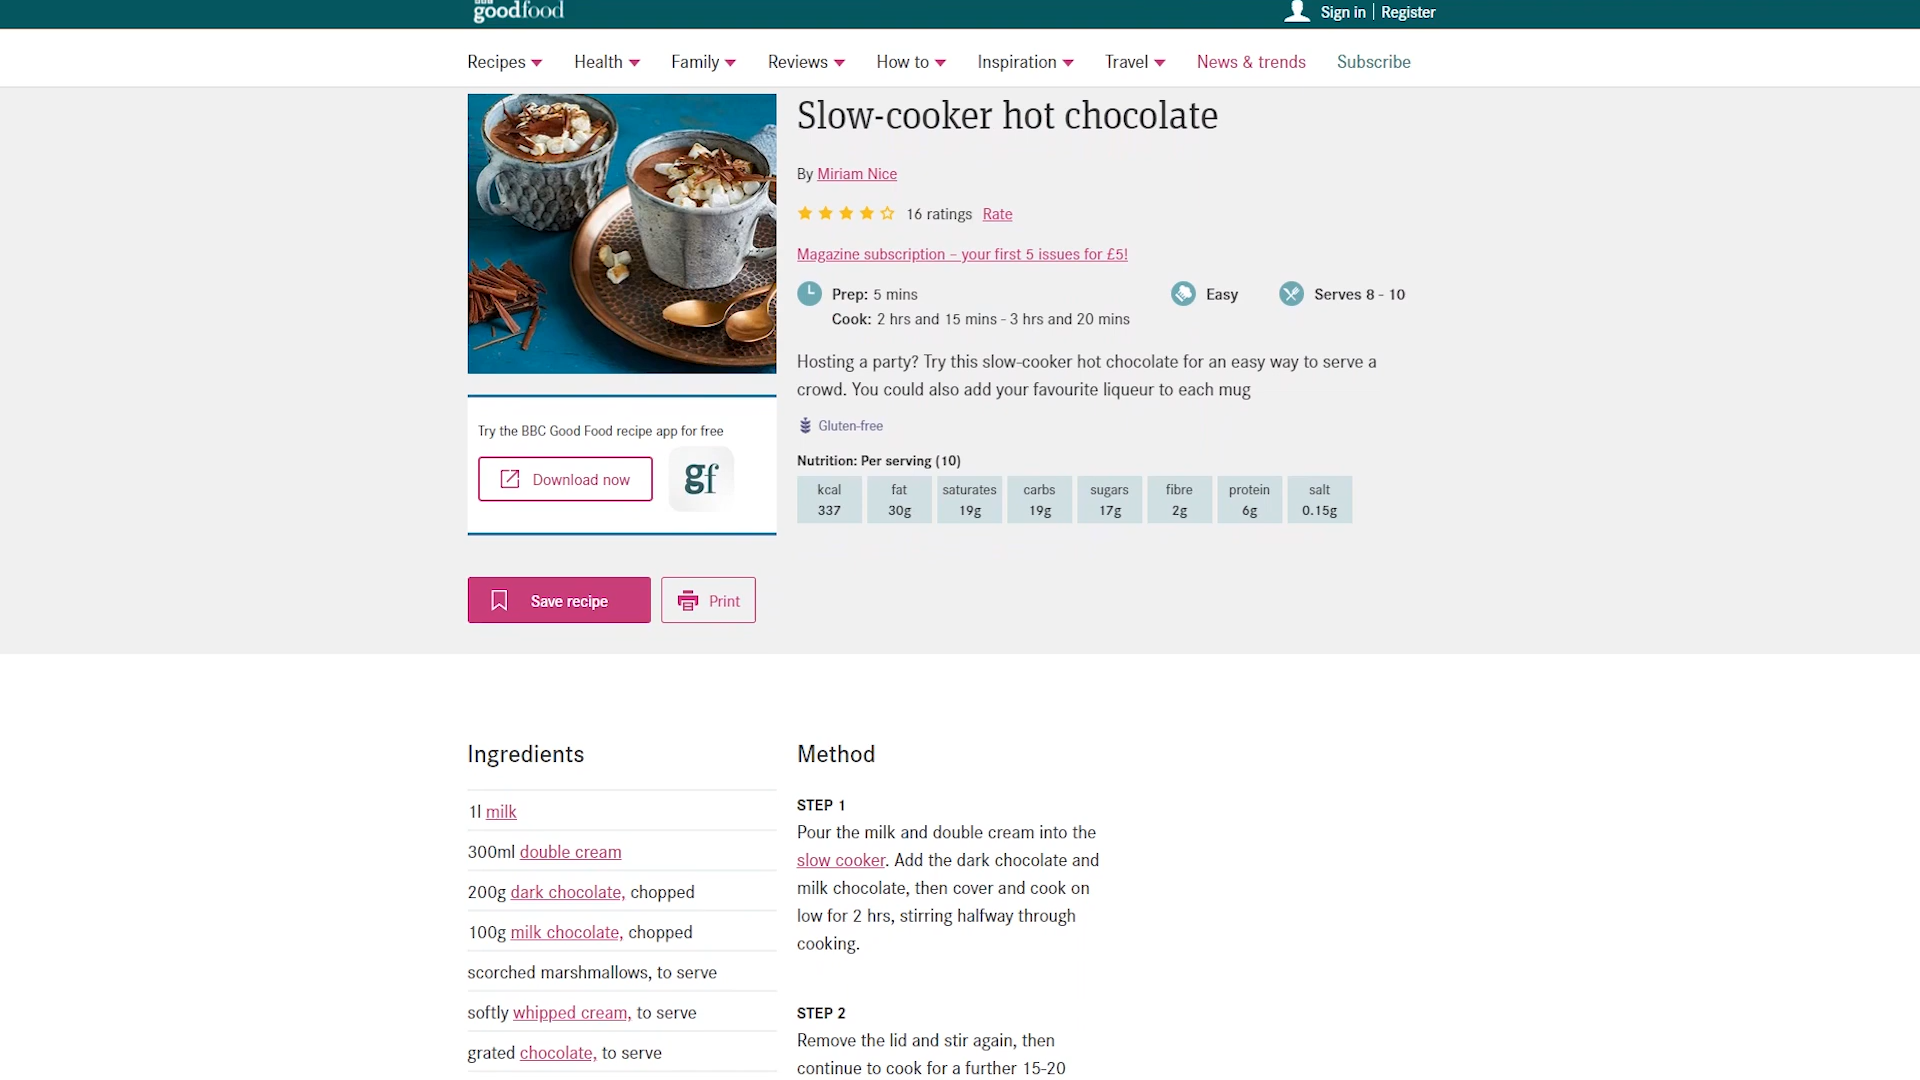 goodfood
Sign in | Register
Recipes Health Family Reviews How to Inspiration Travel News & trends Subscribe
Slow-cooker hot chocolate
By Miriam Nice
16 ratings Rate
Magazine subscription – your first 5 issues for £5!
Prep: 5 mins
Cook: 2 hrs and 15 mins - 3 hrs and 20 mins
Easy
Serves 8 - 10
Hosting a party? Try this slow-cooker hot chocolate for an easy way to serve a
crowd. You could also add your favourite liqueur to each mug
Gluten-free
Nutrition: Per serving (10)
kcal fat saturates carbs sugars fibre protein salt
337 30g 19g 19g 17g 2g 6g 0.15g
Try the BBC Good Food recipe app for free
Download now
gf
Save recipe
Print
Ingredients
1l milk
300ml double cream
200g dark chocolate, chopped
100g milk chocolate, chopped
scorched marshmallows, to serve
softly whipped cream, to serve
grated chocolate, to serve
Method
STEP 1
Pour the milk and double cream into the
slow cooker. Add the dark chocolate and
milk chocolate, then cover and cook on
low for 2 hrs, stirring halfway through
cooking.
STEP 2
Remove the lid and stir again, then
continue to cook for a further 15-20